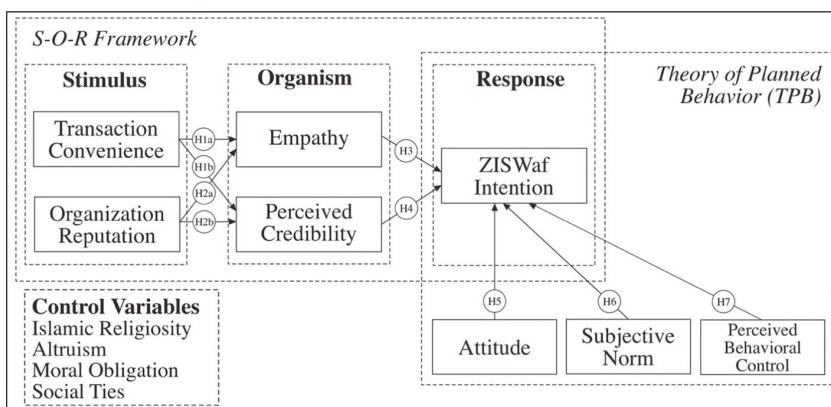 S-O-R Framework
Stimulus
Organism
Response
Theory of Planned
Behavior (TPB)
Transaction
Convenience
H1a
Empathy
H3
H1b
ZISWaf
Intention
H2a
Organization
Reputation
H2b
Perceived
Credibility
H4
Control Variables
Islamic Religiosity
Altruism
Moral Obligation
Social Ties
H5
H6
H7
Attitude
Subjective
Norm
Perceived
Behavioral
Control